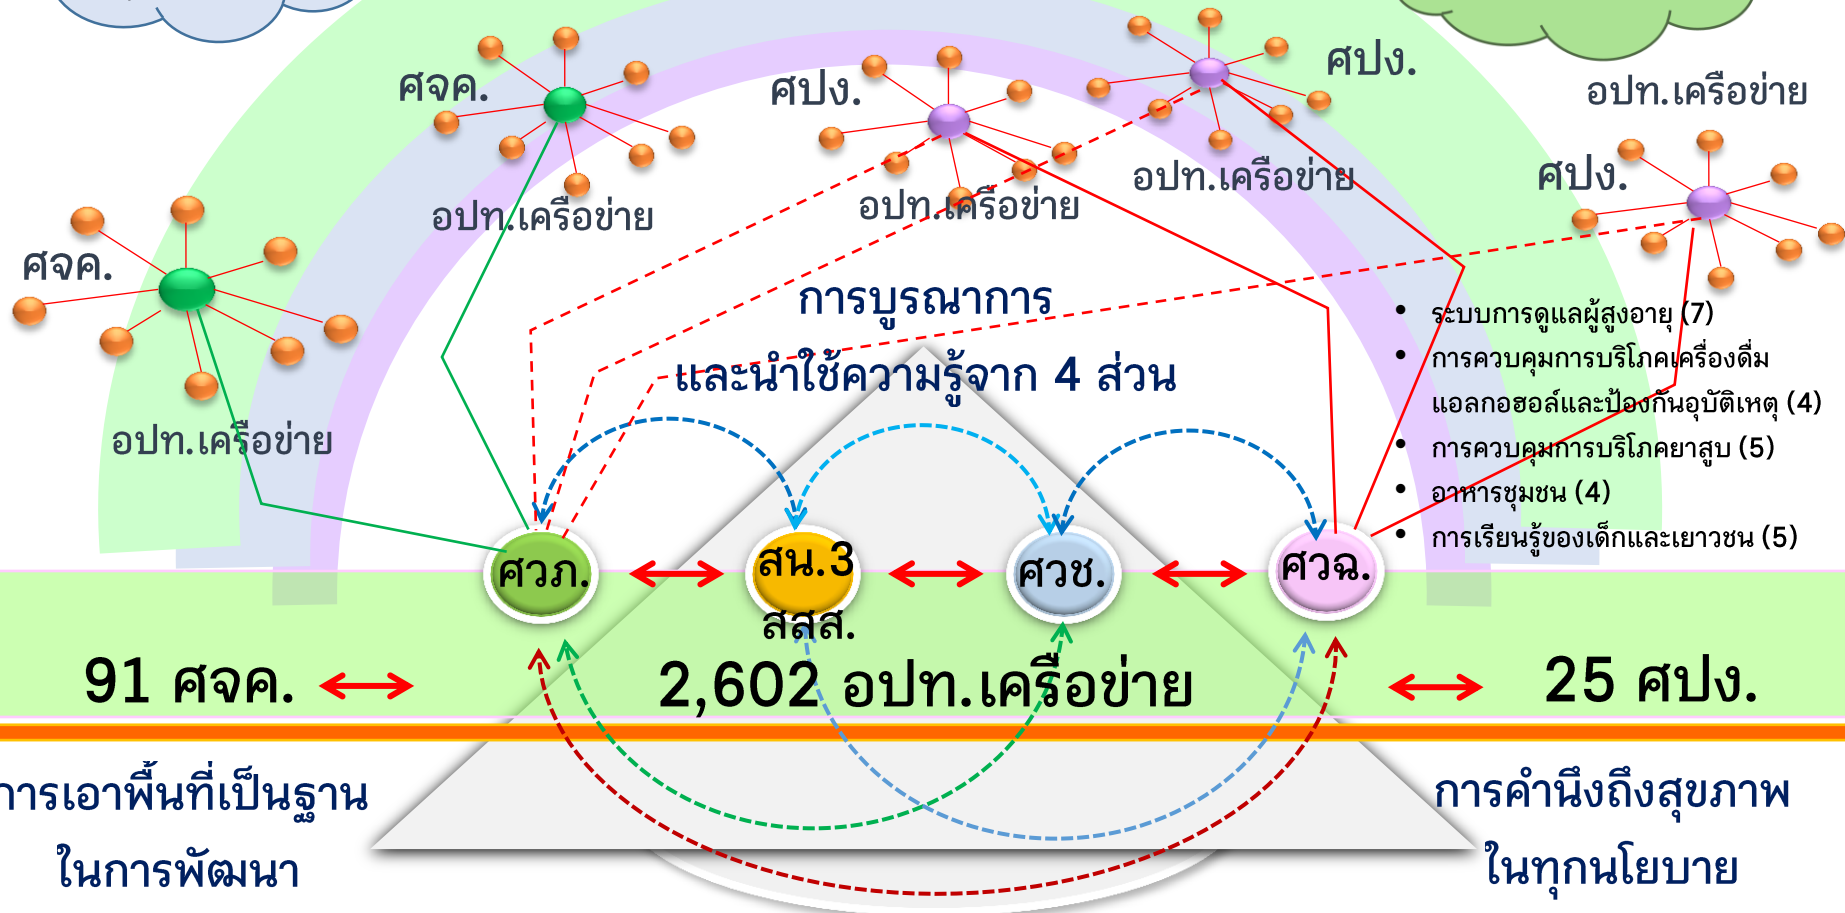 ศปง.
ศจค.
ศปง.
อปท.เครือข่าย
ศปง.
อปท.เครือข่าย
อปท.เครือข่าย
อปท.เครือข่าย
ศจค.
การบูรณาการ
และนำใช้ความรู้จาก 4 ส่วน
• ระบบการดูแลผู้สูงอายุ (7)
• การควบคุมการบริโภคเครื่องดื่ม
แอลกอฮอล์และป้องกันอุบัติเหตุ (4)
• การควบคุมการบริโภคยาสูบ (5)
• อาหารชุมชน (4)
• การเรียนรู้ของเด็กและเยาวชน (5)
อปท.เครือข่าย
ศวภ.
สน.3
สสส.
ศวช.
ศวฉ.
91 ศจค.
2,602 อปท.เครือข่าย
25 ศปง.
การเอาพื้นที่เป็นฐาน
ในการพัฒนา
การคำนึงถึงสุขภาพ
ในทุกนโยบาย